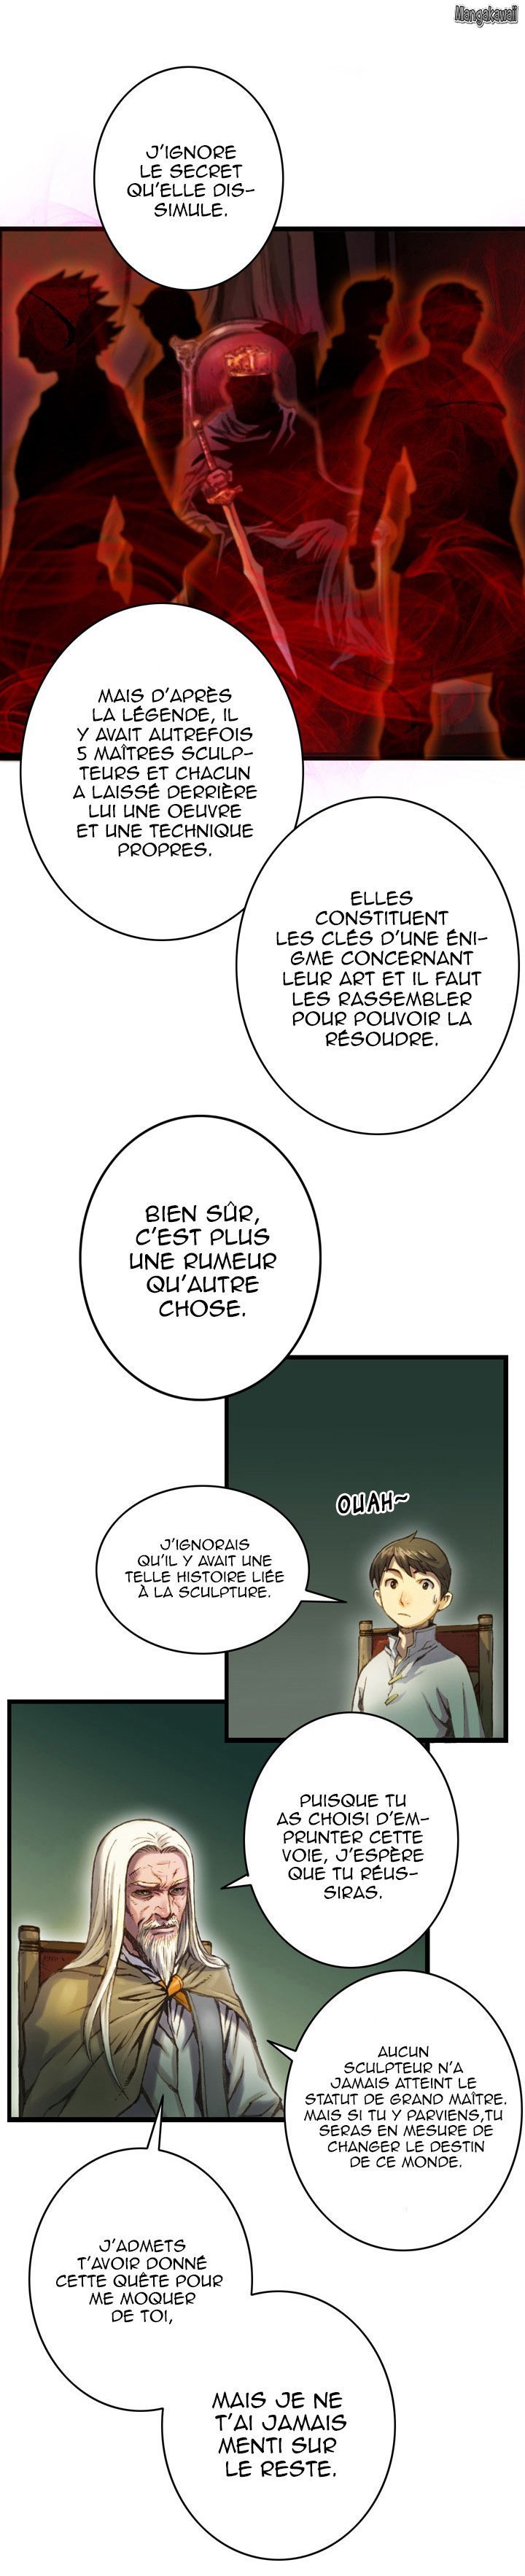 Mangakawaii
J'IGNORE
LE SECRET
QU'ELLE DIS-
SIMULE.
MAIS D'APRÈS
LA LÉGENDE, IL
Y AVAIT AUTREFOIS
5 MAÎTRES SCULP-
TEURS ET CHACUN
A LAISSÉ DERRIÈRE
LUI UNE OEUVRE
ET UNE TECHNIQUE
PROPRES.
ELLES
CONSTITUENT
LES CLÉS D'UNE ÉNI-
GME CONCERNANT
LEUR ART ET IL FAUT
LES RASSEMBLER
POUR POUVOIR LA
RÉSOUDRE.
BIEN SÛR,
C'EST PLUS
UNE RUMEUR
QU'AUTRE
CHOSE.
OUAH~
J'IGNORAIS
QU'IL Y AVAIT UNE
TELLE HISTOIRE LIÉE
À LA SCULPTURE.
PUISQUE TU
AS CHOISI D'EM-
PRUNTER CETTE
VOIE, J'ESPÈRE
QUE TU RÉUS-
SIRAS.
AUCUN
SCULPTEUR N'A
JAMAIS ATTEINT LE
STATUT DE GRAND MAÎTRE.
MAIS SI TU Y PARVIENS,TU
SERAS EN MESURE DE
CHANGER LE DESTIN
DE CE MONDE.
J'ADMETS
T'AVOIR DONNÉ
CETTE QUÊTE POUR
ME MOQUER
DE TOI,
MAIS JE NE
T'AI JAMAIS
MENTI SUR
LE RESTE.